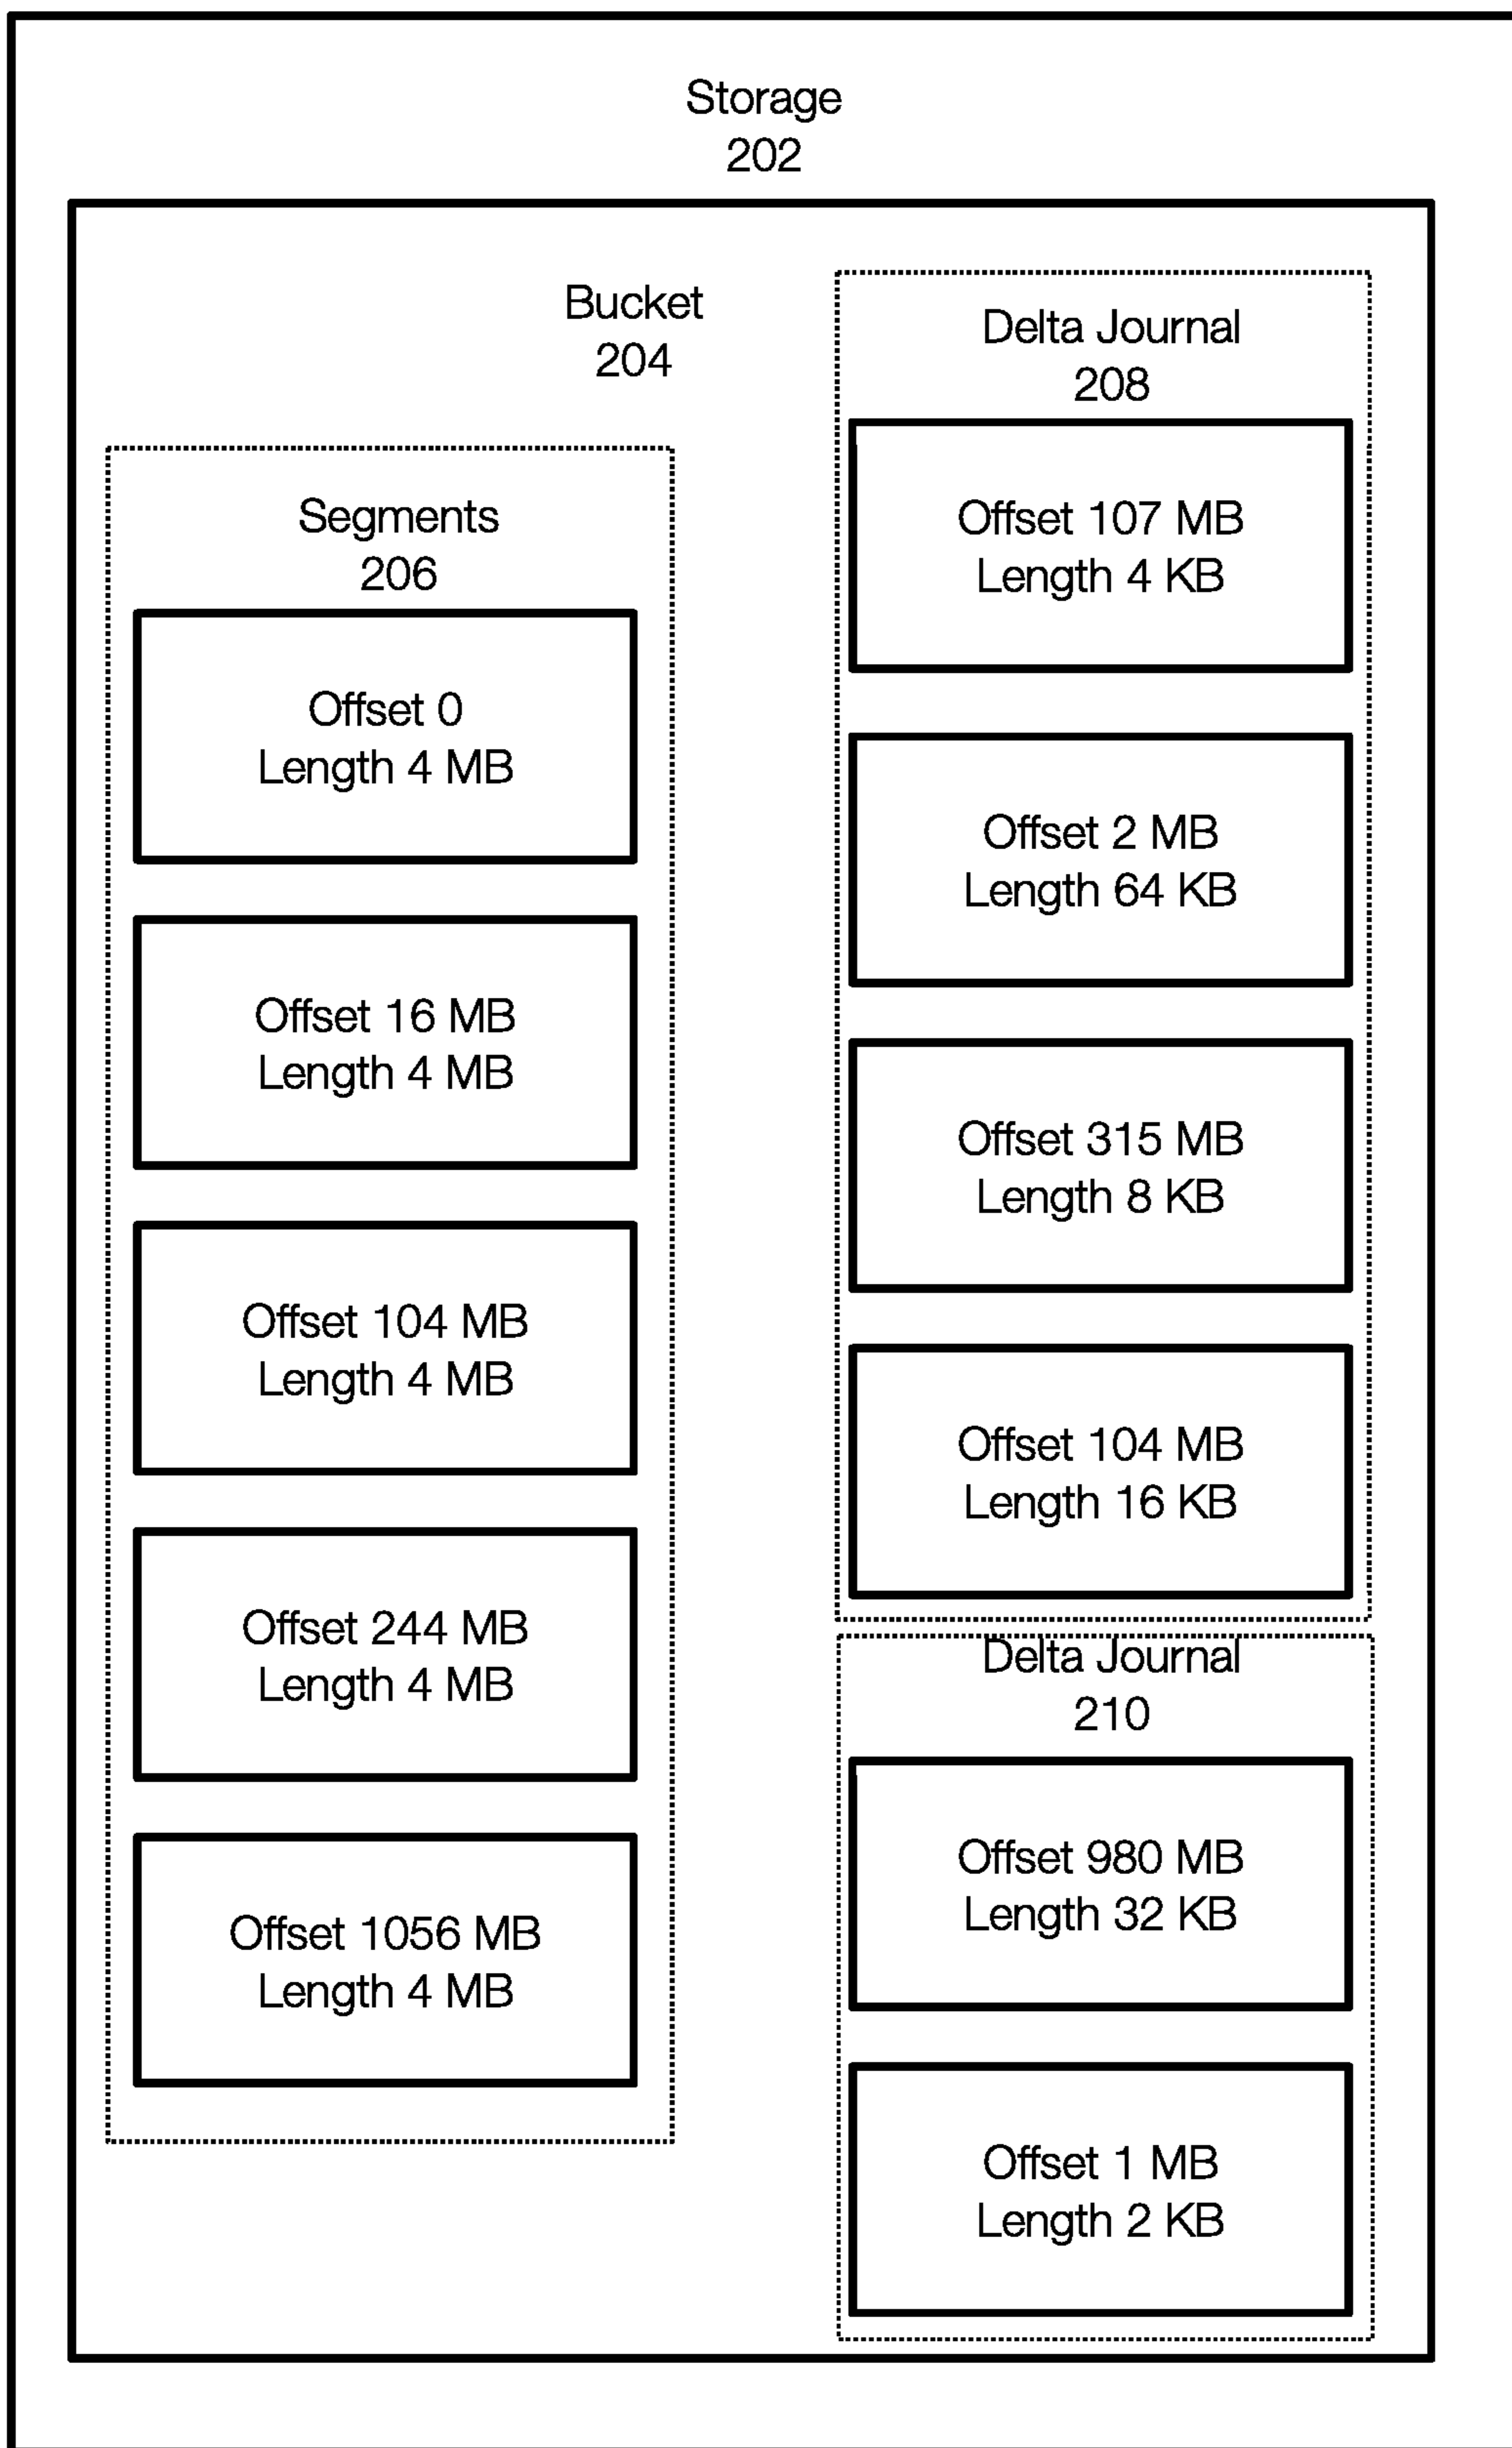 Storage
202
Bucket
204
Segments
206
Offset 0
Length 4 MB
Offset 16 MB
Length 4 MB
Offset 104 MB
Length 4 MB
Offset 244 MB
Length 4 MB
Offset 1056 MB
Length 4 MB
Delta Journal
208
Offset 107 MB
Length 4 KB
Offset 2 MB
Length 64 KB
Offset 315 MB
Length 8 KB
Offset 104 MB
Length 16 KB
Delta Journal
210
Offset 980 MB
Length 32 KB
Offset 1 MB
Length 2 KB